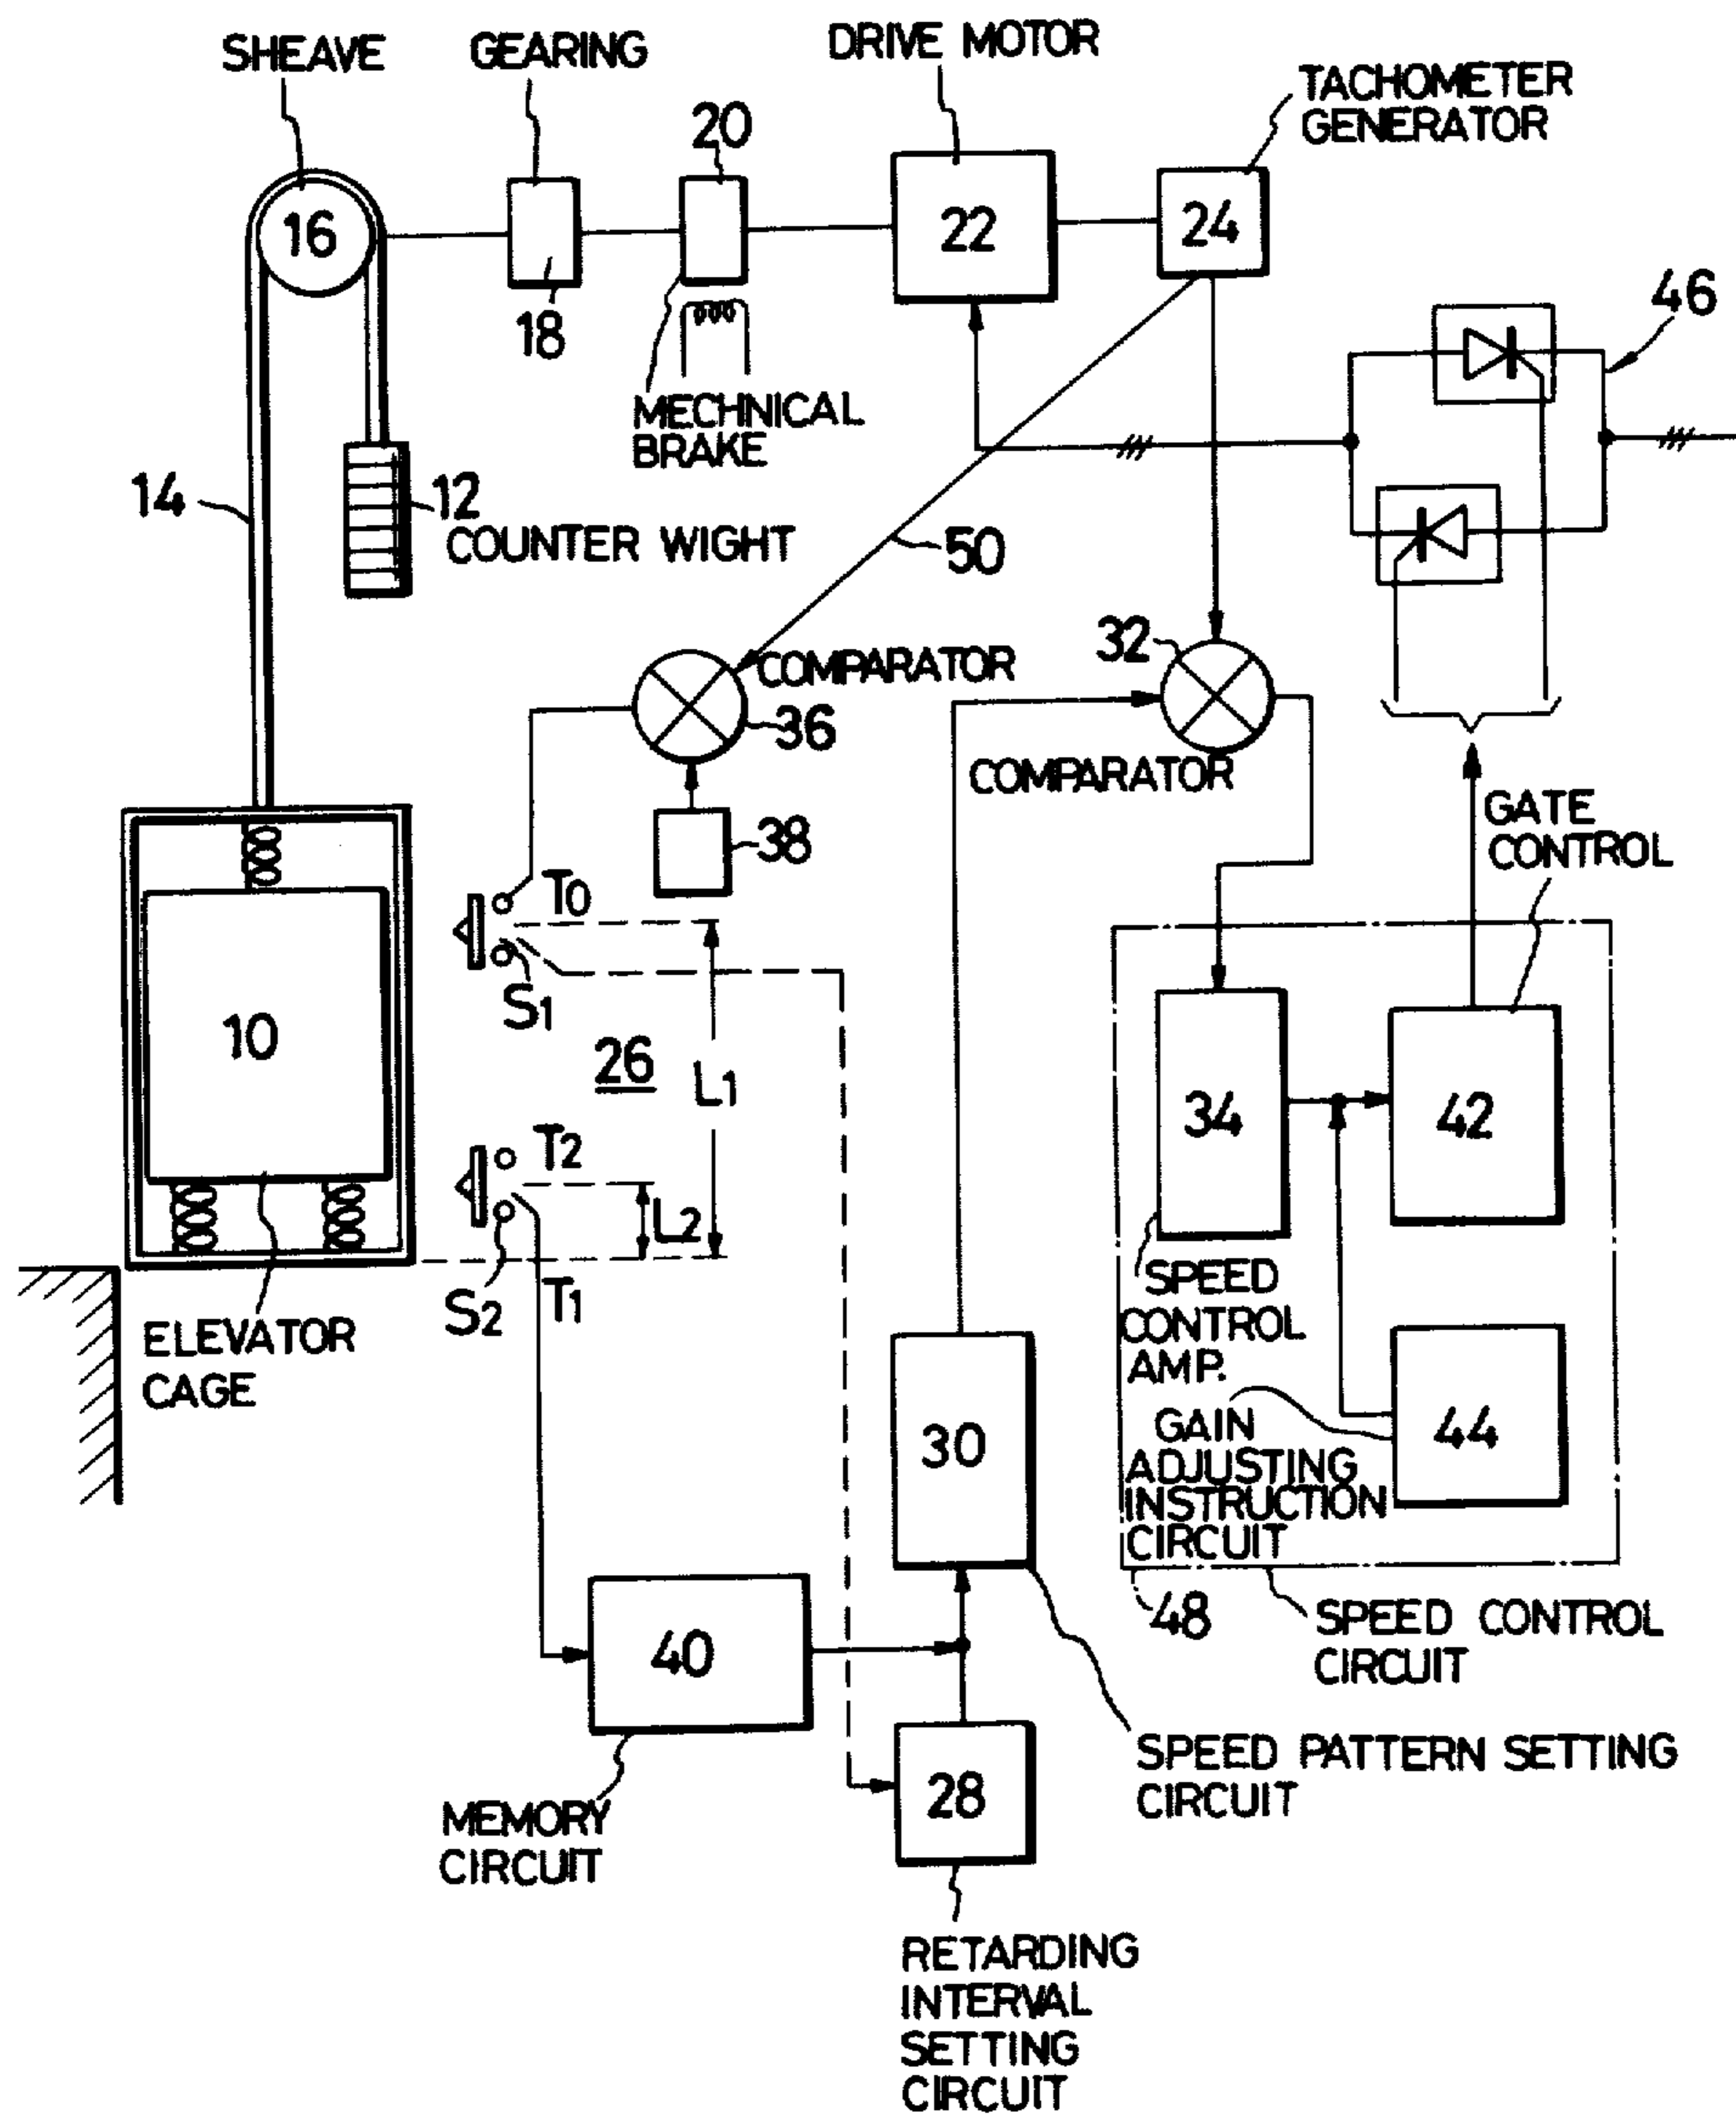 SHEAVE
GEARING
DRIVE MOTOR
TACHOMETER
GENERATOR
20
16
22
24
18
46
MECHNICAL
BRAKE
14
12
COUNTER WIGHT
50
32
COMPARATOR
36
COMPARATOR
38
GATE
CONTROL
T0
S1
10
26
L1
34
42
T2
L2
S2
T1
SPEED
CONTROL
AMP.
ELEVATOR
CAGE
30
44
GAIN
ADJUSTING
INSTRUCTION
CIRCUIT
48
SPEED CONTROL
CIRCUIT
40
SPEED PATTERN SETTING
CIRCUIT
28
MEMORY
CIRCUIT
RETARDING
INTERVAL
SETTING
CIRCUIT